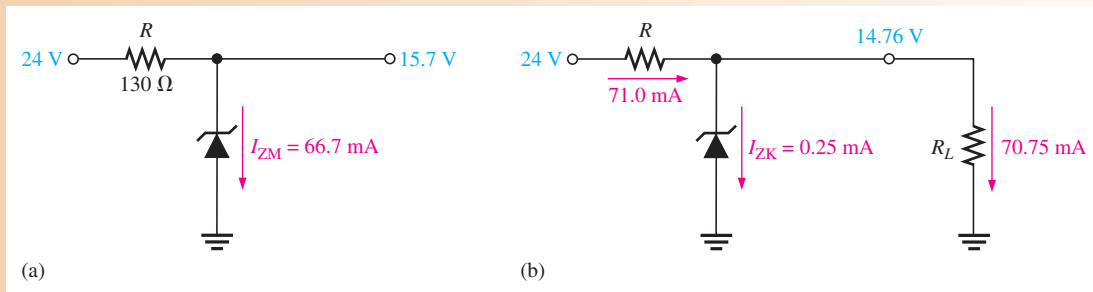 R
24 V
130 Ω
15.7 V
I_ZM = 66.7 mA
(a)
14.76 V
R
24 V
71.0 mA
I_ZK = 0.25 mA
R_L
70.75 mA
(b)